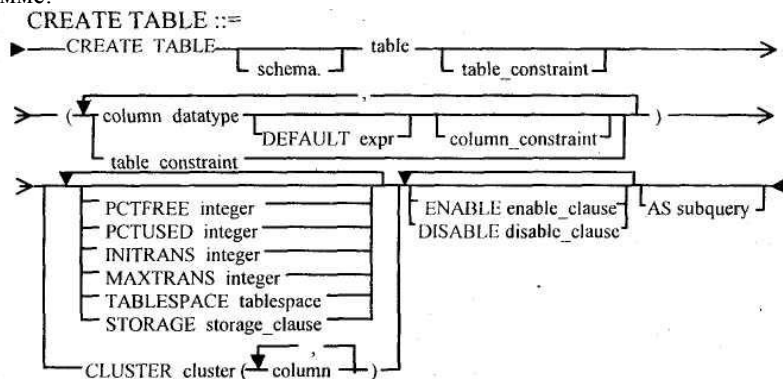 CREATE TABLE ::=
CREATE TABLE schema. table table_constraint
( column datatype DEFAULT expr column_constraint , )
table constraint
PCTFREE integer ENABLE enable_clause AS subquery
PCTUSED integer DISABLE disable_clause
INITRANS integer
MAXTRANS integer
TABLESPACE tablespace
STORAGE storage_clause
CLUSTER cluster ( column , )